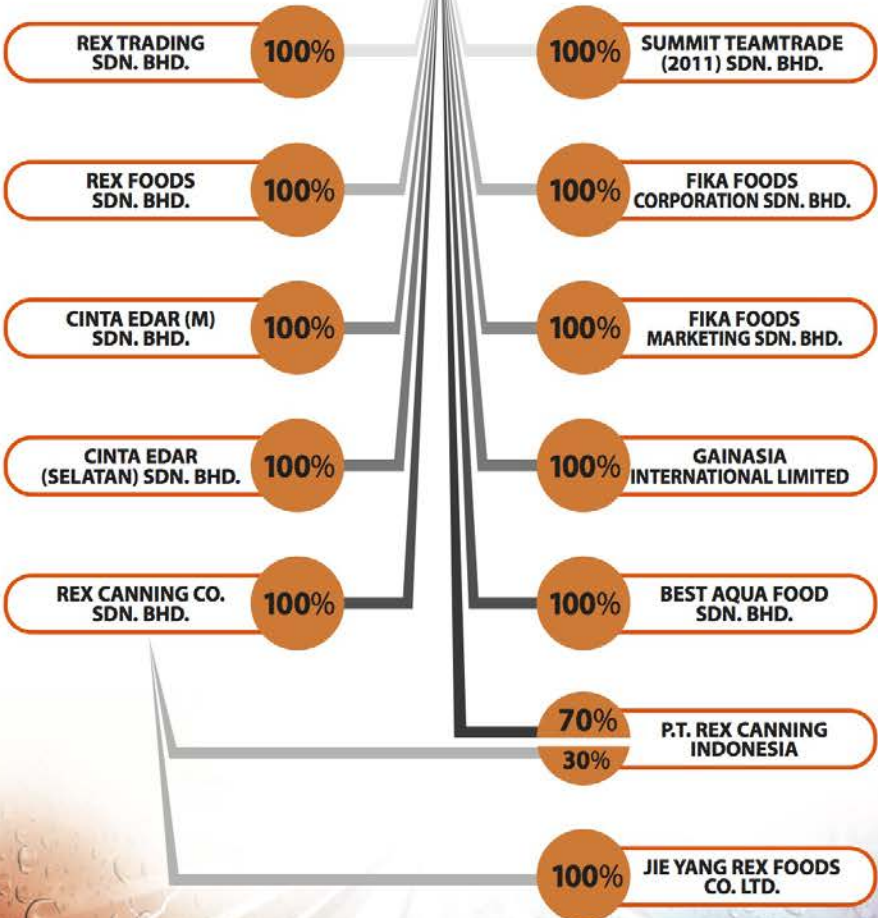 REX TRADING
SDN. BHD.
100%
100%
SUMMIT TEAMTRADE
(2011) SDN. BHD.
REX FOODS
SDN. BHD.
100%
100%
FIKA FOODS
CORPORATION SDN. BHD.
CINTA EDAR (M)
SDN. BHD.
100%
100%
FIKA FOODS
MARKETING SDN. BHD.
CINTA EDAR
(SELATAN) SDN. BHD.
100%
100%
GAINASIA
INTERNATIONAL LIMITED
REX CANNING CO.
SDN. BHD.
100%
100%
BEST AQUA FOOD
SDN. BHD.
70%
30%
P.T. REX CANNING
INDONESIA
100%
JIE YANG REX FOODS
CO. LTD.